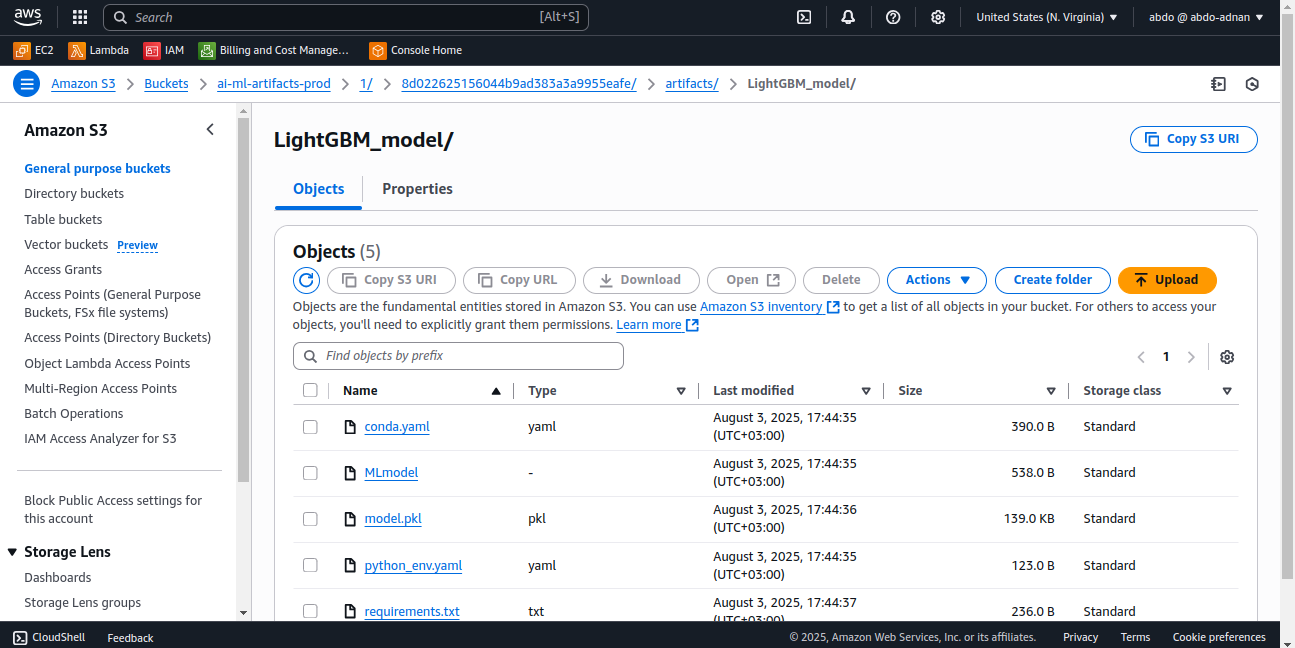 aws
Search [Alt+S]
United States (N. Virginia) ▼ abdo @ abdo-adnan ▼
EC2 Lambda IAM Billing and Cost Manage... Console Home
Amazon S3 > Buckets > ai-ml-artifacts-prod > 1/ > 8d022625156044b9ad383a3a9955eafe/ > artifacts/ > LightGBM_model/
Amazon S3
General purpose buckets
Directory buckets
Table buckets
Vector buckets Preview
Access Grants
Access Points (General Purpose
Buckets, FSx file systems)
Access Points (Directory Buckets)
Object Lambda Access Points
Multi-Region Access Points
Batch Operations
IAM Access Analyzer for S3
Block Public Access settings for
this account
Storage Lens
Dashboards
Storage Lens groups
LightGBM_model/
Copy S3 URI
Objects Properties
Objects (5)
Copy S3 URI Copy URL Download Open Delete Actions Create folder Upload
Objects are the fundamental entities stored in Amazon S3. You can use Amazon S3 inventory to get a list of all objects in your bucket. For others to access your
objects, you'll need to explicitly grant them permissions. Learn more
Find objects by prefix
1
Name Type Last modified Size Storage class
conda.yaml yaml August 3, 2025, 17:44:35 (UTC+03:00) 390.0 B Standard
MLmodel - August 3, 2025, 17:44:35 (UTC+03:00) 538.0 B Standard
model.pkl pkl August 3, 2025, 17:44:36 (UTC+03:00) 139.0 KB Standard
python_env.yaml yaml August 3, 2025, 17:44:35 (UTC+03:00) 123.0 B Standard
requirements.txt txt August 3, 2025, 17:44:37 (UTC+03:00) 236.0 B Standard
CloudShell Feedback © 2025, Amazon Web Services, Inc. or its affiliates. Privacy Terms Cookie preferences